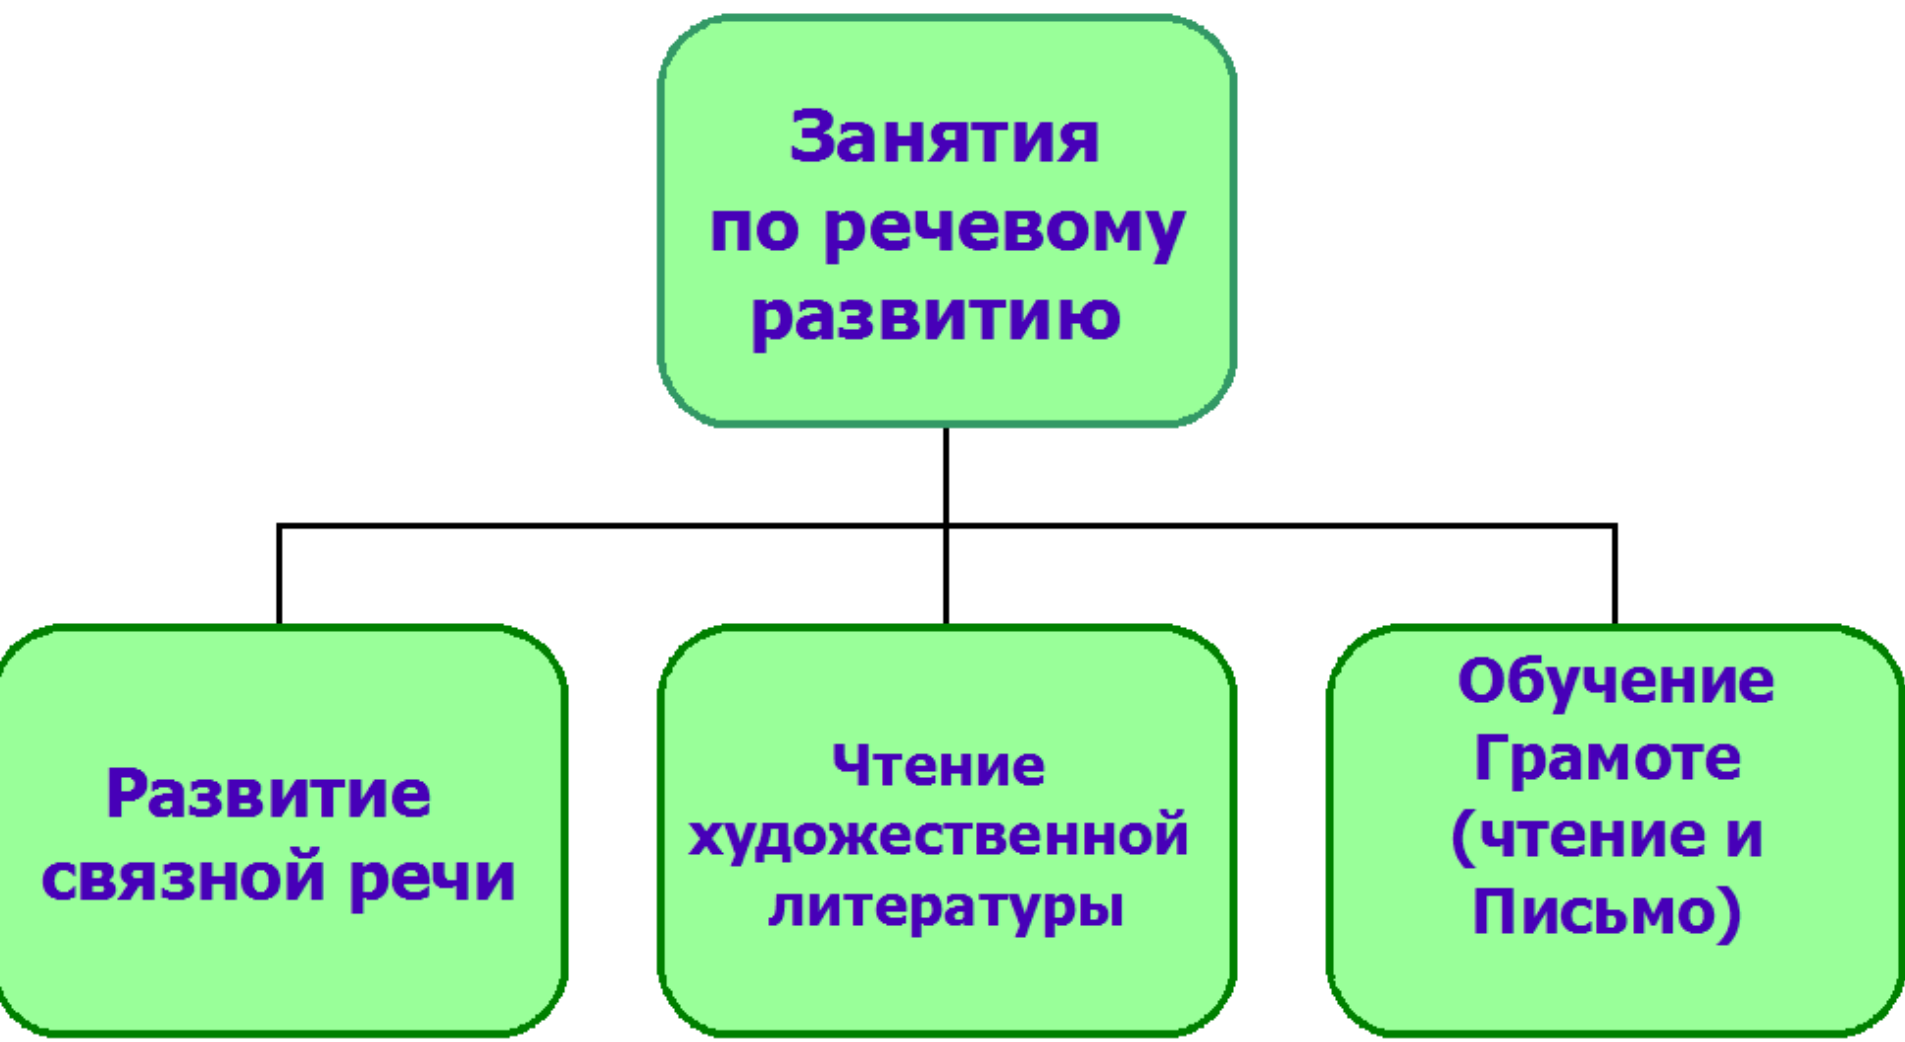 Занятия
по речевому
развитию
Развитие
связной речи
Чтение
художественной
литературы
Обучение
Грамоте
(чтение и
Письмо)